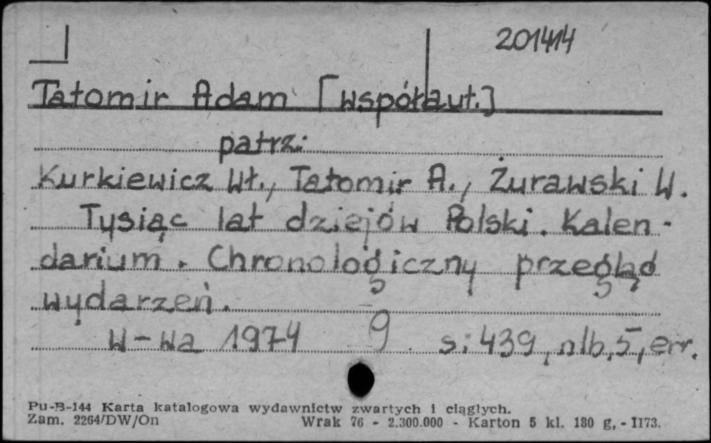 201414
Tatomir Adam [współaut.]
patrz:
Kurkiewicz Wł., Tatomir A., Żurawski W.
Tysiąc lat dziejów Polski. Kalen-
darium. Chronologiczny przegląd
wydarzeń.
W-wa 1974 s: 439, nlb, 5, err.
Pu-B-144 Karta katalogowa wydawnictw zwartych i ciągłych.
Zam. 2264/DW/On Wrak 76 - 2.300.000 - Karton 5 kl. 180 g, - I173.